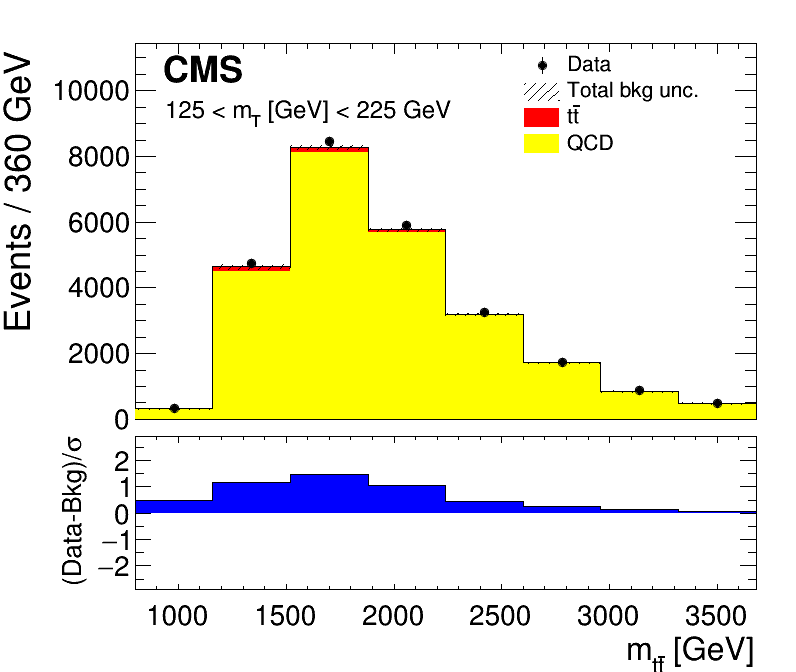 CMS
125 < m_T [GeV] < 225 GeV
Data
Total bkg unc.
tt̄
QCD
Events / 360 GeV
10000
8000
6000
4000
2000
0
(Data-Bkg)/σ
2
1
0
−1
−2
1000 1500 2000 2500 3000 3500
m_tt̄ [GeV]